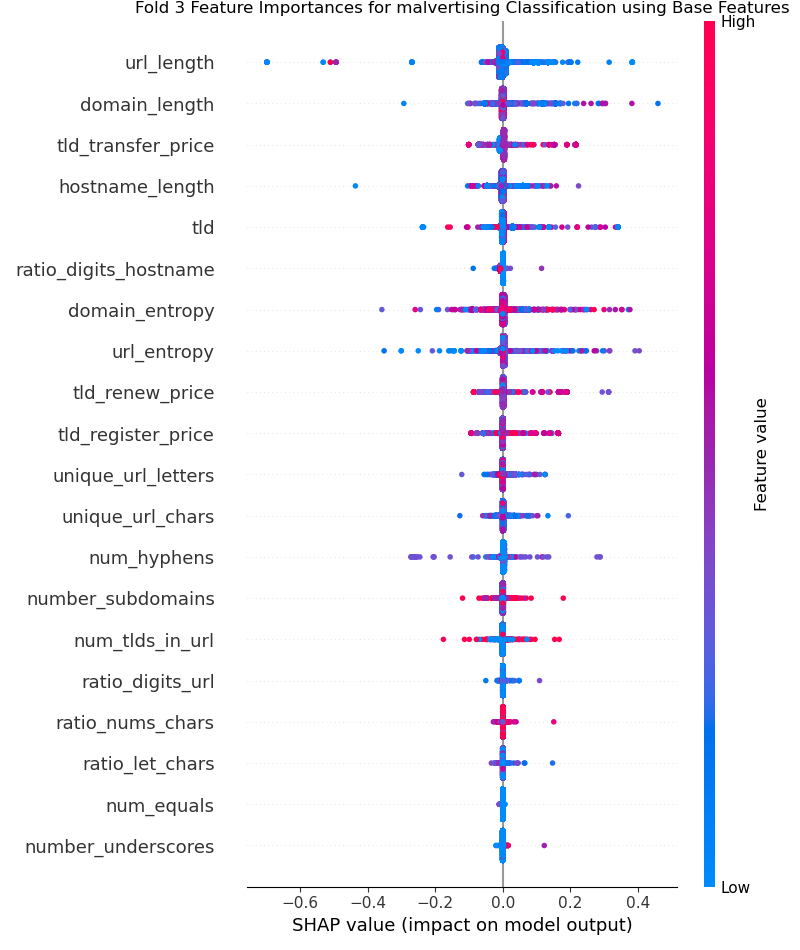 Fold 3 Feature Importances for malvertising Classification using Base Features
High
url_length
domain_length
tld_transfer_price
hostname_length
tld
ratio_digits_hostname
domain_entropy
url_entropy
tld_renew_price
tld_register_price
unique_url_letters
unique_url_chars
num_hyphens
number_subdomains
num_tlds_in_url
ratio_digits_url
ratio_nums_chars
ratio_let_chars
num_equals
number_underscores
Feature value
Low
−0.6 −0.4 −0.2 0.0 0.2 0.4
SHAP value (impact on model output)